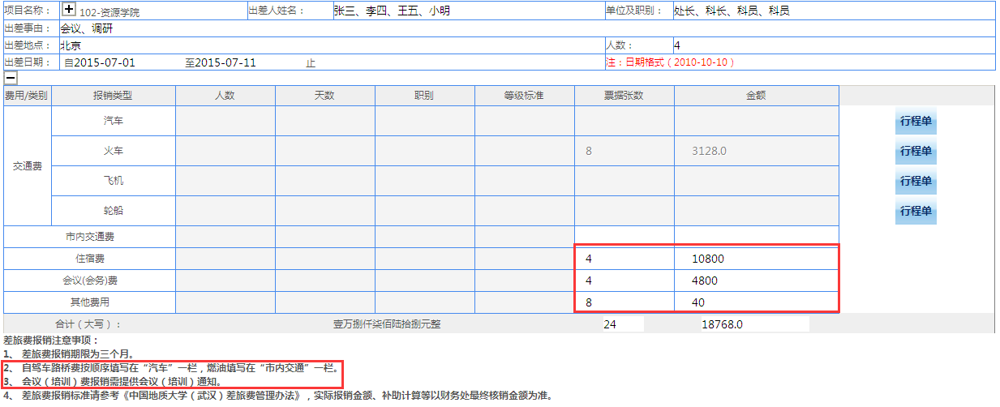 项目名称： 102-资源学院 出差人姓名： 张三、李四、王五、小明 单位及职别： 处长、科长、科员、科员
出差事由： 会议、调研
出差地点： 北京 人数： 4
出差日期： 自2015-07-01 至2015-07-11 止 注：日期格式（2010-10-10）
费用/类别 报销类型 人数 天数 职别 等级标准 票据张数 金额
交通费
汽车 行程单
火车 8 3128.0 行程单
飞机 行程单
轮船 行程单
市内交通费
住宿费 4 10800
会议(会务)费 4 4800
其他费用 8 40
合计（大写）： 壹万捌仟柒佰陆拾捌元整 24 18768.0
差旅费报销注意事项：
1、 差旅费报销期限为三个月。
2、 自驾车路桥费按顺序填写在“汽车”一栏，燃油填写在“市内交通”一栏。
3、 会议（培训）费报销需提供会议（培训）通知。
4、 差旅费报销标准请参考《中国地质大学（武汉）差旅费管理办法》，实际报销金额、补助计算等以财务处最终核销金额为准。